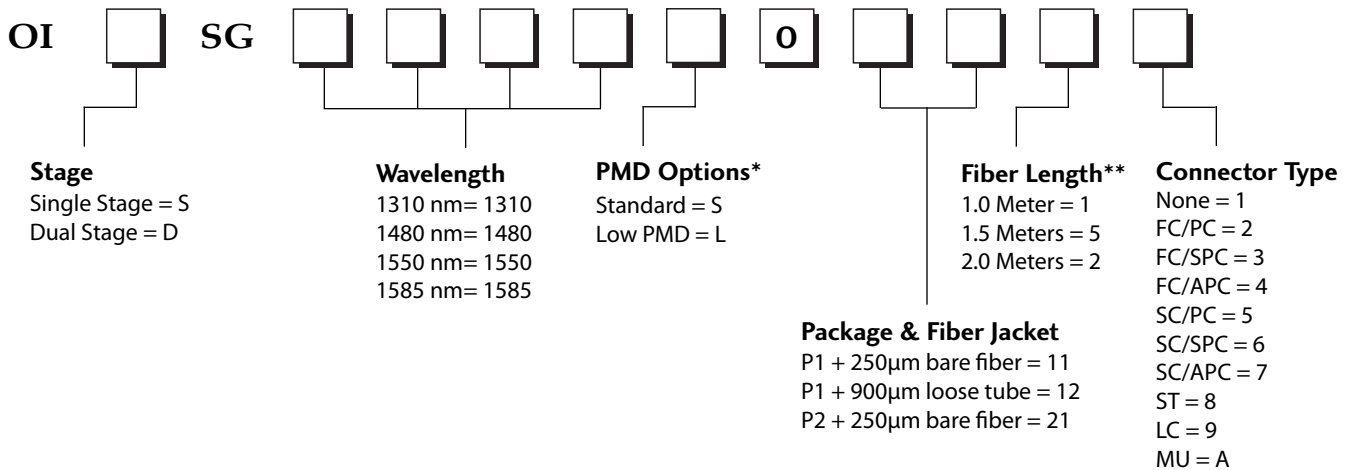 OI SG 0
Stage
Single Stage = S
Dual Stage = D
Wavelength
1310 nm= 1310
1480 nm= 1480
1550 nm= 1550
1585 nm= 1585
PMD Options*
Standard = S
Low PMD = L
Package & Fiber Jacket
P1 + 250µm bare fiber = 11
P1 + 900µm loose tube = 12
P2 + 250µm bare fiber = 21
Fiber Length**
1.0 Meter = 1
1.5 Meters = 5
2.0 Meters = 2
Connector Type
None = 1
FC/PC = 2
FC/SPC = 3
FC/APC = 4
SC/PC = 5
SC/SPC = 6
SC/APC = 7
ST = 8
LC = 9
MU = A